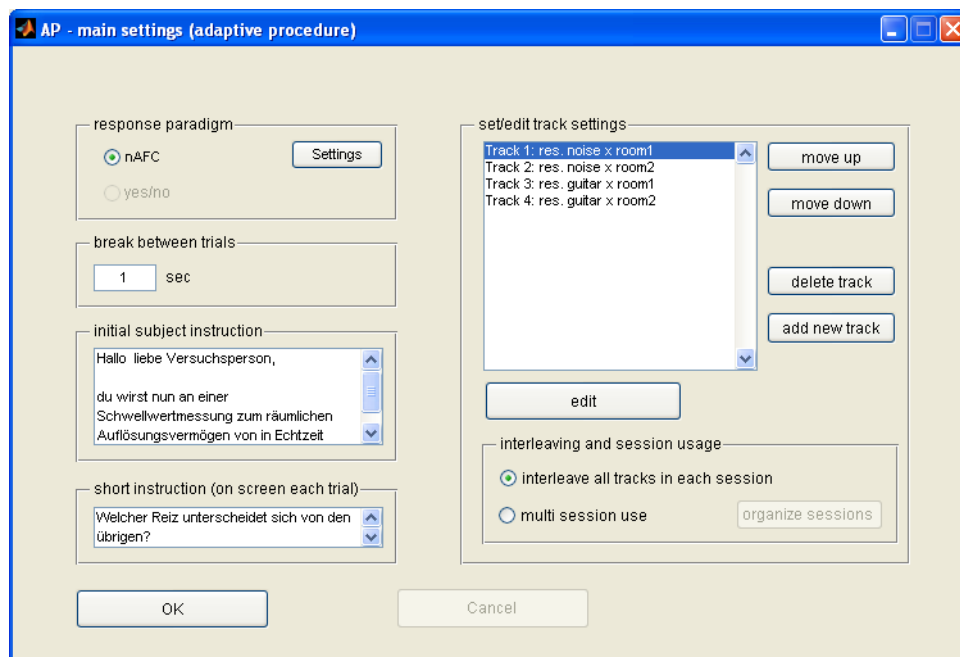 AP - main settings (adaptive procedure)
response paradigm
nAFC
Settings
yes/no
break between trials
1 sec
initial subject instruction
Hallo liebe Versuchsperson,
du wirst nun an einer
Schwellwertmessung zum räumlichen
Auflösungsvermögen von in Echtzeit
short instruction (on screen each trial)
Welcher Reiz unterscheidet sich von den
übrigen?
OK
Cancel
set/edit track settings
Track 1: res. noise x room1
Track 2: res. noise x room2
Track 3: res. guitar x room1
Track 4: res. guitar x room2
move up
move down
delete track
add new track
edit
interleaving and session usage
interleave all tracks in each session
multi session use
organize sessions